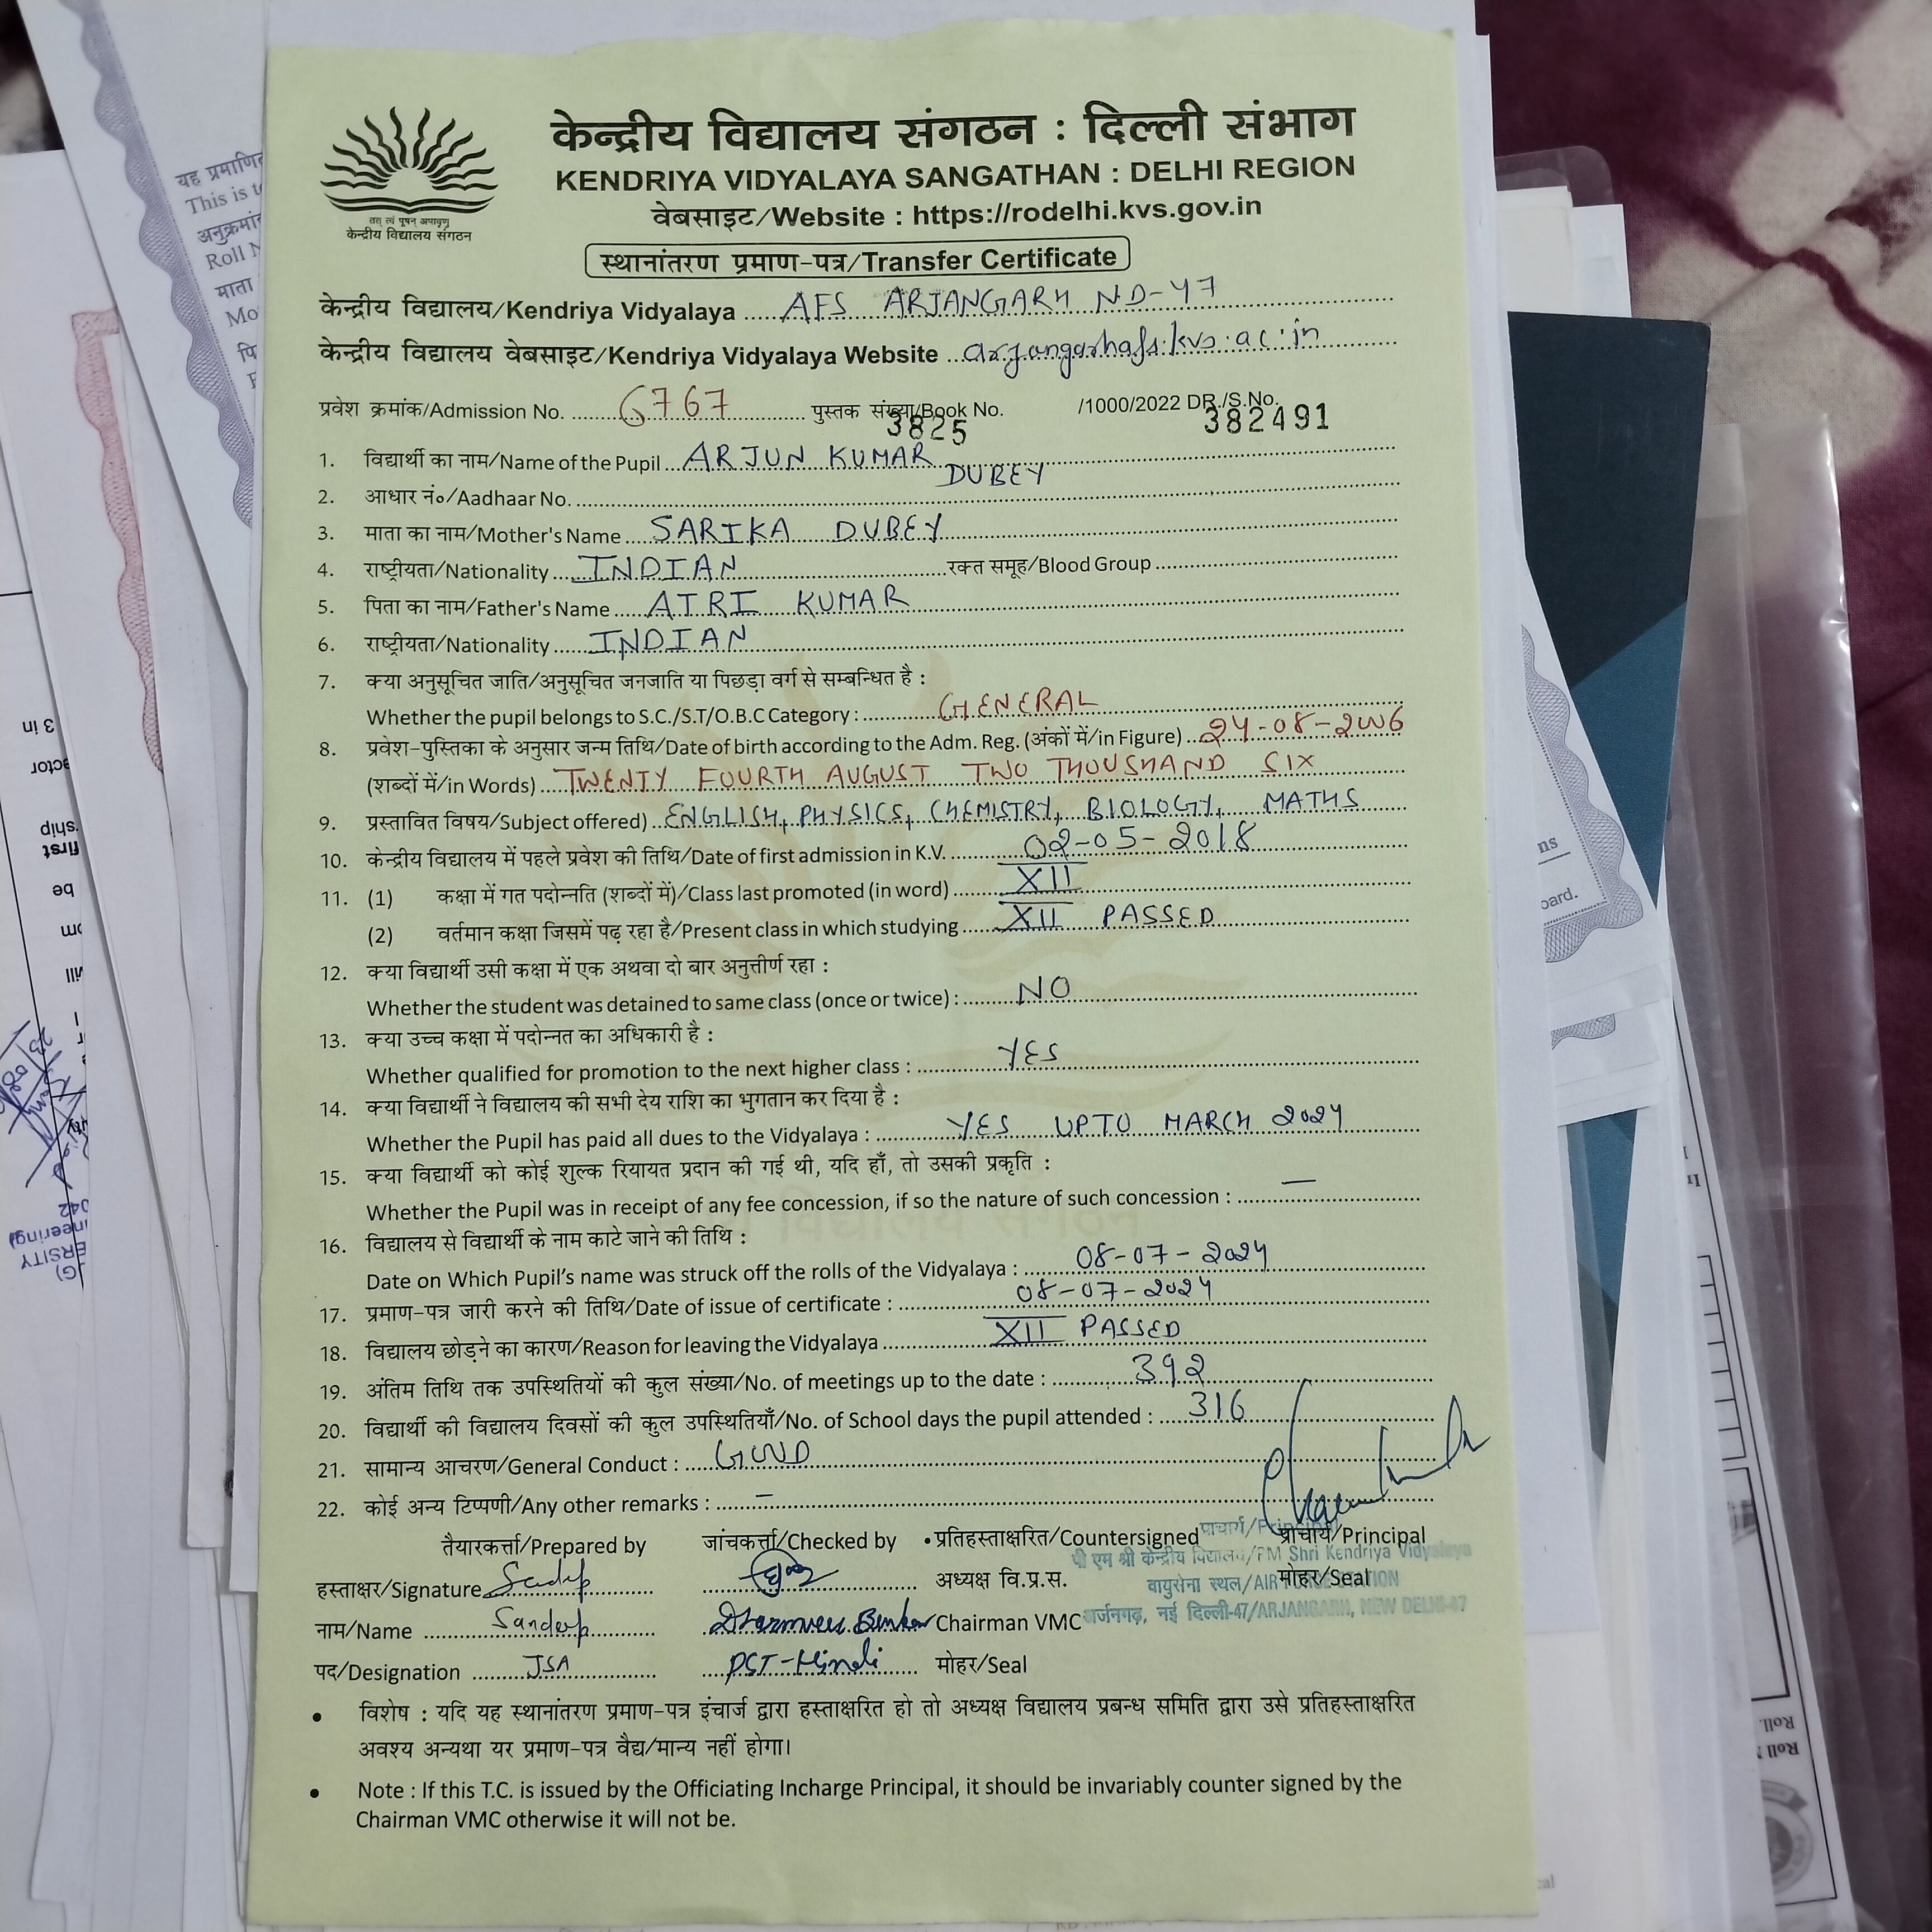 केन्द्रीय विद्यालय संगठन : दिल्ली संभाग
KENDRIYA VIDYALAYA SANGATHAN : DELHI REGION
वेबसाइट/Website : https://rodelhi.kvs.gov.in
तत् त्वं पूषन् अपावृणु
केन्द्रीय विद्यालय संगठन
स्थानांतरण प्रमाण-पत्र/Transfer Certificate
केन्द्रीय विद्यालय/Kendriya Vidyalaya ..... AFS ARJANGARH ND-47
केन्द्रीय विद्यालय वेबसाइट/Kendriya Vidyalaya Website ... arjangarhafs.kvs.ac.in
प्रवेश क्रमांक/Admission No. ........ 6767 ........ पुस्तक संख्या/Book No. 3825 /1000/2022 DR./S.No. 382491
1. विद्यार्थी का नाम/Name of the Pupil ... ARJUN KUMAR DUBEY
2. आधार नं०/Aadhaar No. ........
3. माता का नाम/Mother's Name .... SARIKA DUBEY
4. राष्ट्रीयता/Nationality ... INDIAN ........ रक्त समूह/Blood Group ........
5. पिता का नाम/Father's Name .... ATRI KUMAR
6. राष्ट्रीयता/Nationality ..... INDIAN
7. क्या अनुसूचित जाति/अनुसूचित जनजाति या पिछड़ा वर्ग से सम्बन्धित है :
Whether the pupil belongs to S.C./S.T/O.B.C Category : ........ GENERAL
8. प्रवेश-पुस्तिका के अनुसार जन्म तिथि/Date of birth according to the Adm. Reg. (अंकों में/in Figure) .. 24-08-2006
(शब्दों में/in Words) ... TWENTY FOURTH AUGUST TWO THOUSHAND SIX
9. प्रस्तावित विषय/Subject offered) .. ENGLISH, PHYSICS, CHEMISTRY, BIOLOGY, MATHS
10. केन्द्रीय विद्यालय में पहले प्रवेश की तिथि/Date of first admission in K.V. ........ 02-05-2018
11. (1) कक्षा में गत पदोन्नति (शब्दों में)/Class last promoted (in word) ........ XII
(2) वर्तमान कक्षा जिसमें पढ़ रहा है/Present class in which studying ..... XII PASSED
12. क्या विद्यार्थी उसी कक्षा में एक अथवा दो बार अनुत्तीर्ण रहा :
Whether the student was detained to same class (once or twice) : ........ NO
13. क्या उच्च कक्षा में पदोन्नत का अधिकारी है :
Whether qualified for promotion to the next higher class : ........ YES
14. क्या विद्यार्थी ने विद्यालय की सभी देय राशि का भुगतान कर दिया है :
Whether the Pupil has paid all dues to the Vidyalaya : ........ YES UPTO MARCH 2024
15. क्या विद्यार्थी को कोई शुल्क रियायत प्रदान की गई थी, यदि हाँ, तो उसकी प्रकृति :
Whether the Pupil was in receipt of any fee concession, if so the nature of such concession : ........ —
16. विद्यालय से विद्यार्थी के नाम काटे जाने की तिथि :
Date on Which Pupil's name was struck off the rolls of the Vidyalaya : ........ 08-07-2024
17. प्रमाण-पत्र जारी करने की तिथि/Date of issue of certificate : ........ 08-07-2024
18. विद्यालय छोड़ने का कारण/Reason for leaving the Vidyalaya ........ XII PASSED
19. अंतिम तिथि तक उपस्थितियों की कुल संख्या/No. of meetings up to the date : ........ 392
20. विद्यार्थी की विद्यालय दिवसों की कुल उपस्थितियाँ/No. of School days the pupil attended : ..... 316
21. सामान्य आचरण/General Conduct : ..... GOOD
22. कोई अन्य टिप्पणी/Any other remarks : ........ —
तैयारकर्त्ता/Prepared by जांचकर्त्ता/Checked by • प्रतिहस्ताक्षरित/Countersigned प्राचार्य/Principal
पी एम श्री केन्द्रीय विद्यालय/PM Shri Kendriya Vidyalaya
हस्ताक्षर/Signature Sandeep अध्यक्ष वि.प्र.स. मोहर/Seal
वायुसेना स्थल/AIR FORCE STATION
नाम/Name ........ Sandeep Chairman VMC
अर्जनगढ़, नई दिल्ली-47/ARJANGARH, NEW DELHI-47
पद/Designation ........ JSA PGT-Hindi मोहर/Seal
• विशेष : यदि यह स्थानांतरण प्रमाण-पत्र इंचार्ज द्वारा हस्ताक्षरित हो तो अध्यक्ष विद्यालय प्रबन्ध समिति द्वारा उसे प्रतिहस्ताक्षरित
अवश्य अन्यथा यर प्रमाण-पत्र वैद्य/मान्य नहीं होगा।
• Note : If this T.C. is issued by the Officiating Incharge Principal, it should be invariably counter signed by the
Chairman VMC otherwise it will not be.